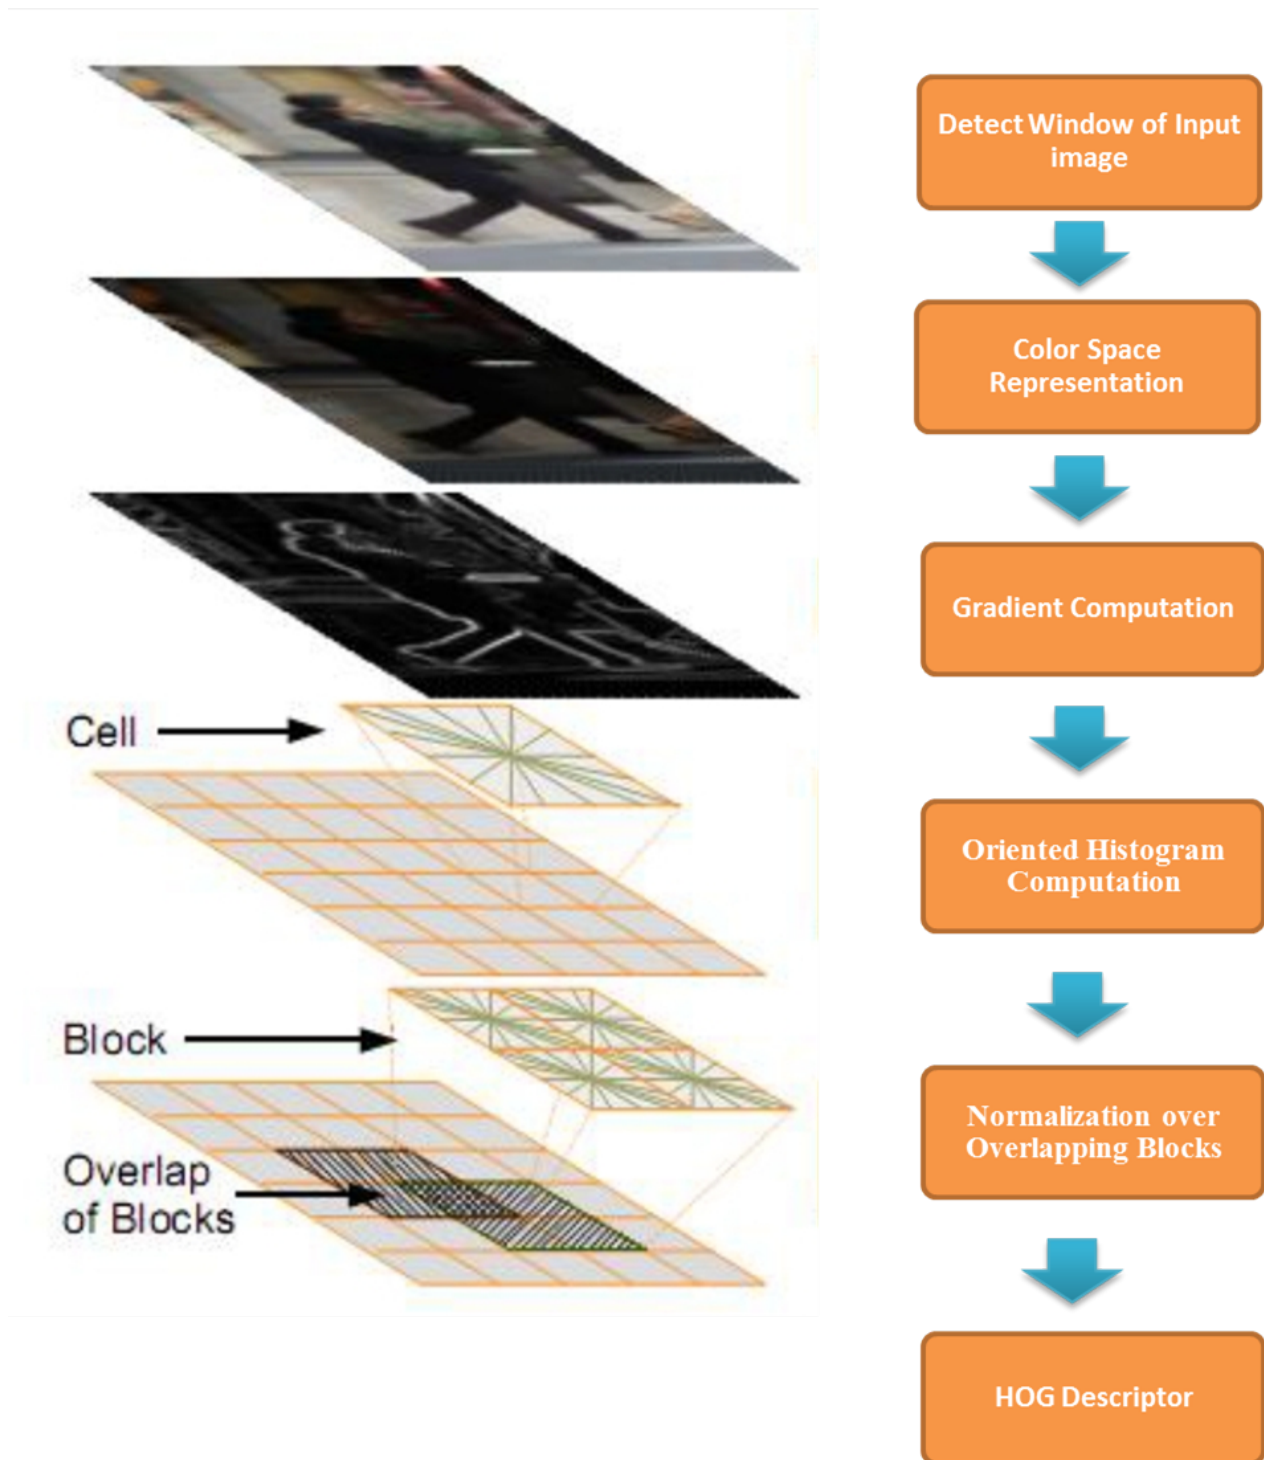 Detect Window of Input
image
Color Space
Representation
Gradient Computation
Cell
Oriented Histogram
Computation
Block
Normalization over
Overlapping Blocks
Overlap
of Blocks
HOG Descriptor